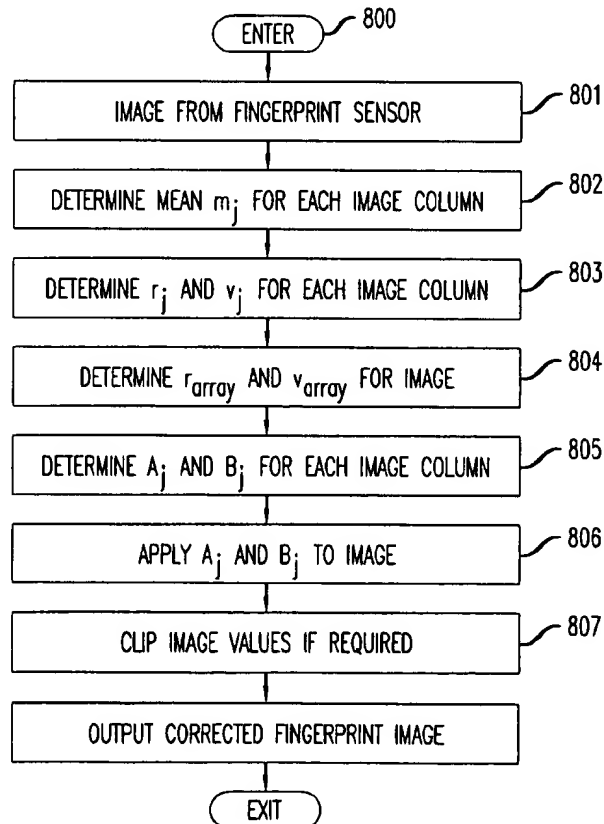 ENTER 800
IMAGE FROM FINGERPRINT SENSOR 801
DETERMINE MEAN mj FOR EACH IMAGE COLUMN 802
DETERMINE rj AND vj FOR EACH IMAGE COLUMN 803
DETERMINE rarray AND varray FOR IMAGE 804
DETERMINE Aj AND Bj FOR EACH IMAGE COLUMN 805
APPLY Aj AND Bj TO IMAGE 806
CLIP IMAGE VALUES IF REQUIRED 807
OUTPUT CORRECTED FINGERPRINT IMAGE
EXIT